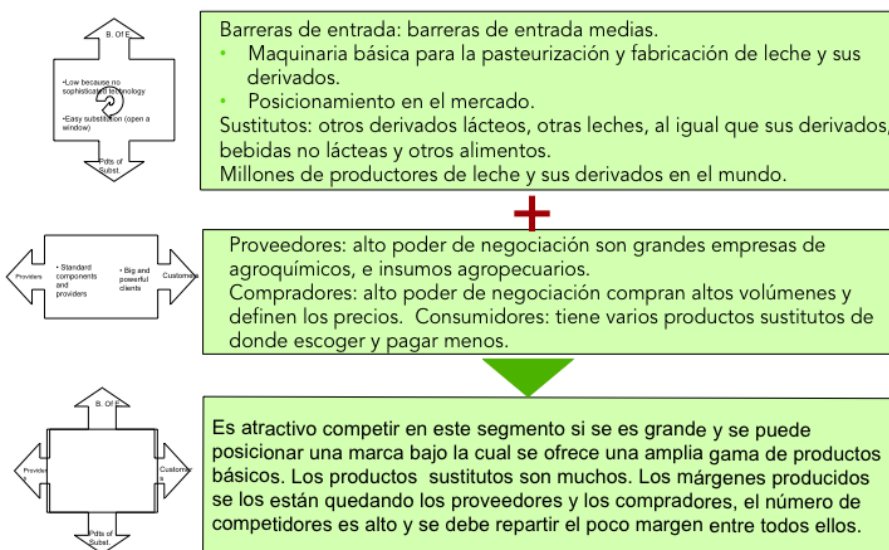 B. Of E.
•Low because no
sophisticated technology
•Easy substitution (open a
window)
Pdts of
Subst.
Barreras de entrada: barreras de entrada medias.
• Maquinaria básica para la pasteurización y fabricación de leche y sus
derivados.
• Posicionamiento en el mercado.
Sustitutos: otros derivados lácteos, otras leches, al igual que sus derivados,
bebidas no lácteas y otros alimentos.
Millones de productores de leche y sus derivados en el mundo.
Providers
• Standard
components
and
providers
• Big and
powerful
clients
Customers
Proveedores: alto poder de negociación son grandes empresas de
agroquímicos, e insumos agropecuarios.
Compradores: alto poder de negociación compran altos volúmenes y
definen los precios. Consumidores: tiene varios productos sustitutos de
donde escoger y pagar menos.
B. Of E.
Provider
s
Customer
s
Pdts of
Subst.
Es atractivo competir en este segmento si se es grande y se puede
posicionar una marca bajo la cual se ofrece una amplia gama de productos
básicos. Los productos sustitutos son muchos. Los márgenes producidos
se los están quedando los proveedores y los compradores, el número de
competidores es alto y se debe repartir el poco margen entre todos ellos.